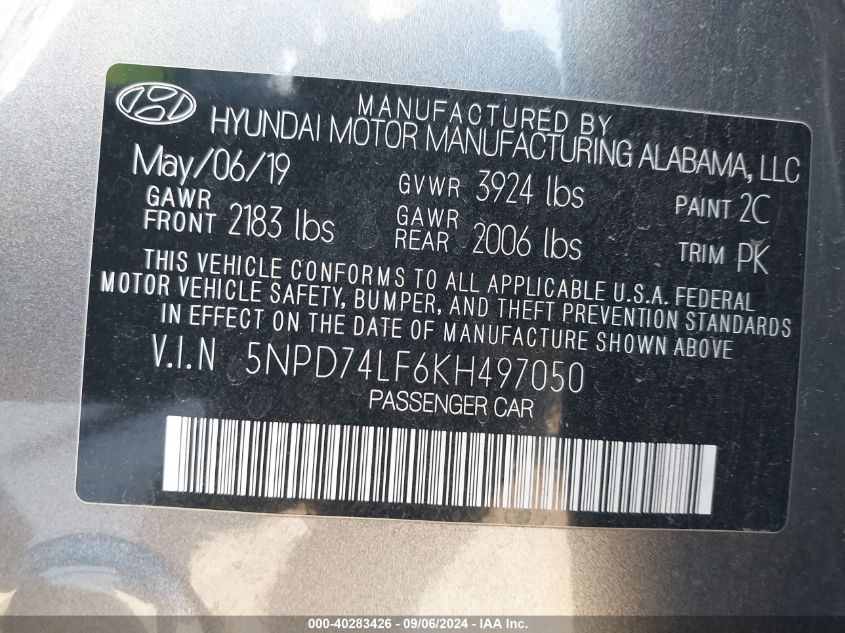 MANUFACTURED BY
HYUNDAI MOTOR MANUFACTURING ALABAMA, LLC
May/06/19 GVWR 3924 lbs PAINT 2C
GAWR FRONT 2183 lbs GAWR REAR 2006 lbs TRIM PK
THIS VEHICLE CONFORMS TO ALL APPLICABLE U.S.A. FEDERAL
MOTOR VEHICLE SAFETY, BUMPER, AND THEFT PREVENTION STANDARDS
IN EFFECT ON THE DATE OF MANUFACTURE SHOWN ABOVE
V.I.N 5NPD74LF6KH497050
PASSENGER CAR
000-40283426 - 09/06/2024 - IAA Inc.